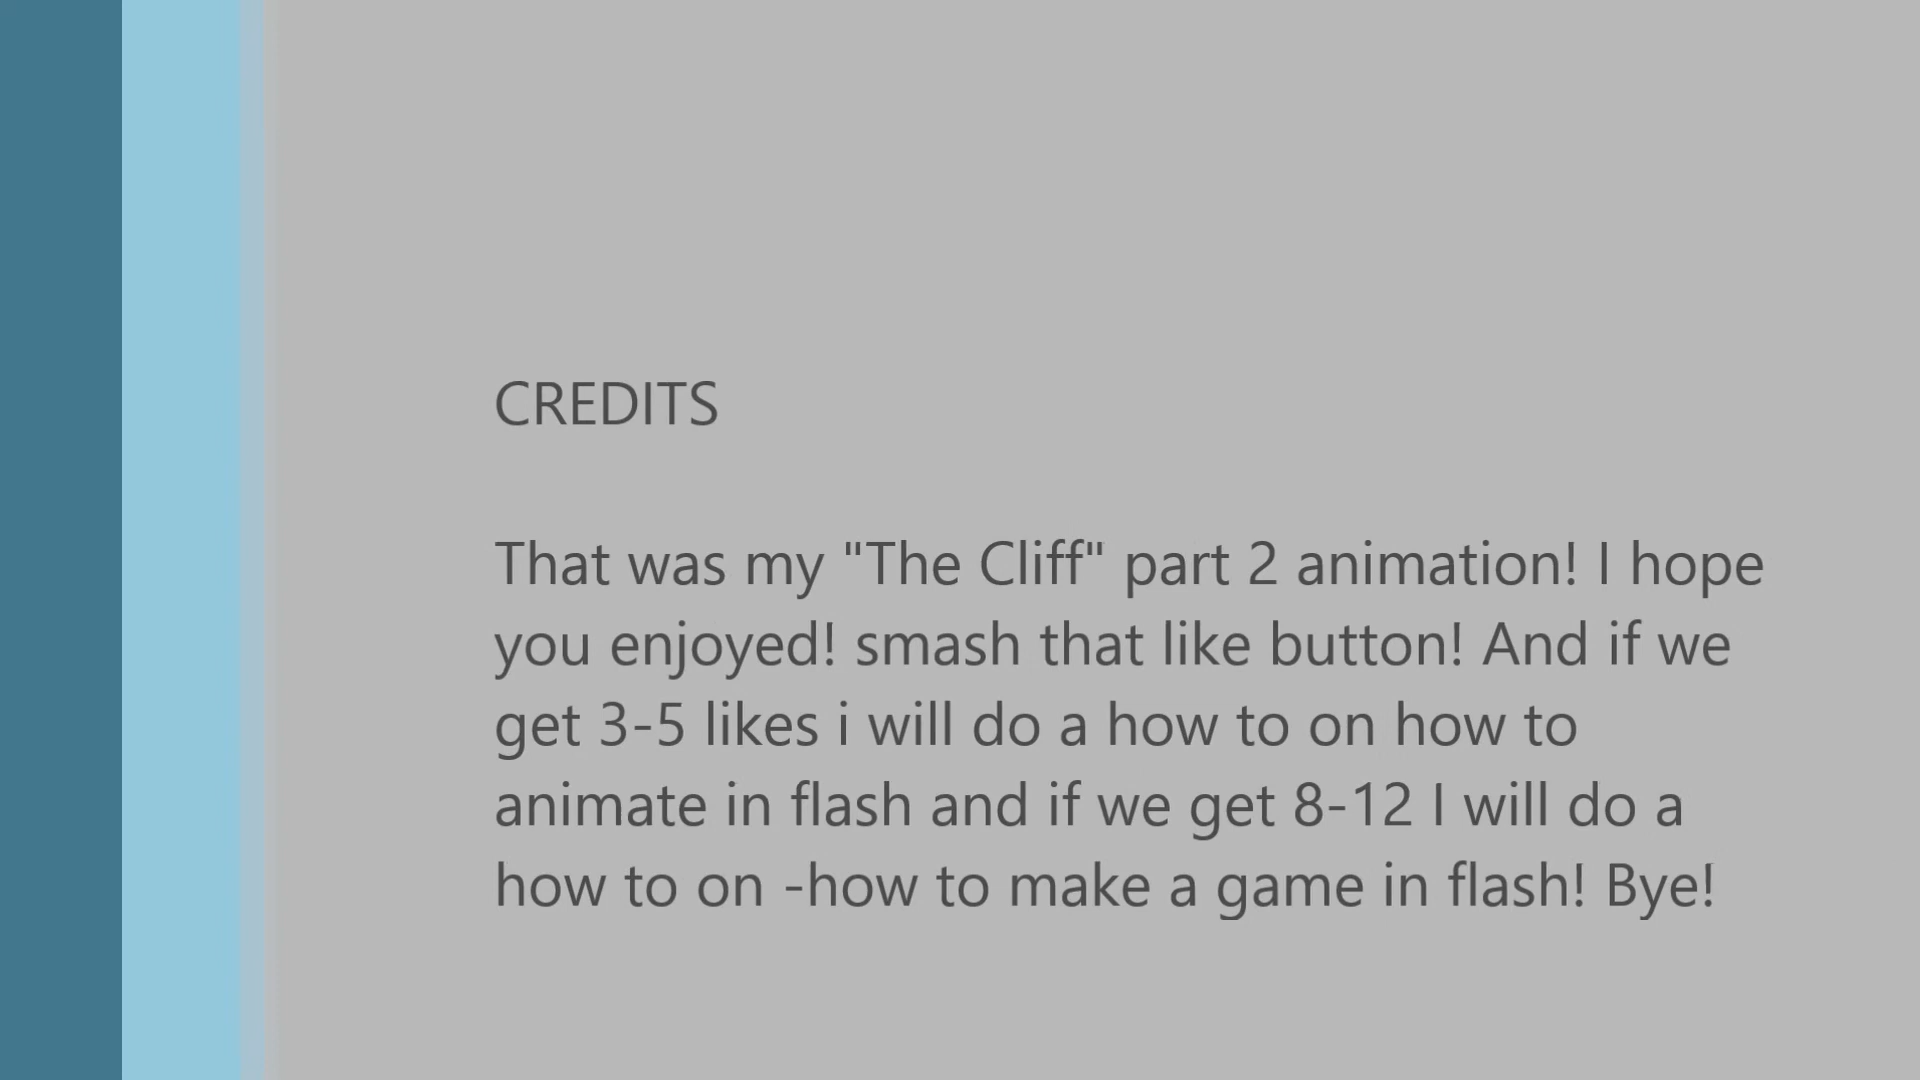 CREDITS
That was my "The Cliff" part 2 animation! I hope
you enjoyed! smash that like button! And if we
get 3-5 likes i will do a how to on how to
animate in flash and if we get 8-12 I will do a
how to on -how to make a game in flash! Bye!